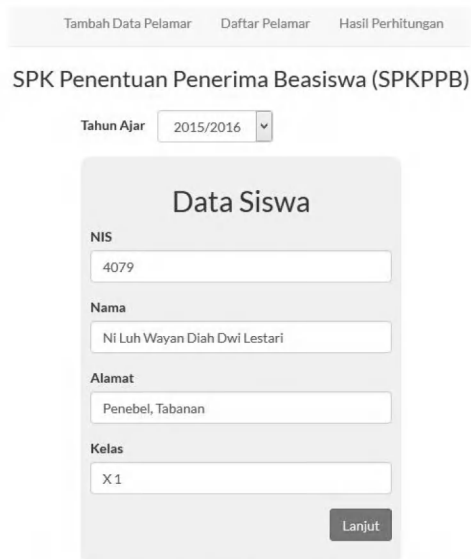 Tambah Data Pelamar Daftar Pelamar Hasil Perhitungan
SPK Penentuan Penerima Beasiswa (SPKPPB)
Tahun Ajar 2015/2016
Data Siswa
NIS
4079
Nama
Ni Luh Wayan Diah Dwi Lestari
Alamat
Penebel, Tabanan
Kelas
X 1
Lanjut